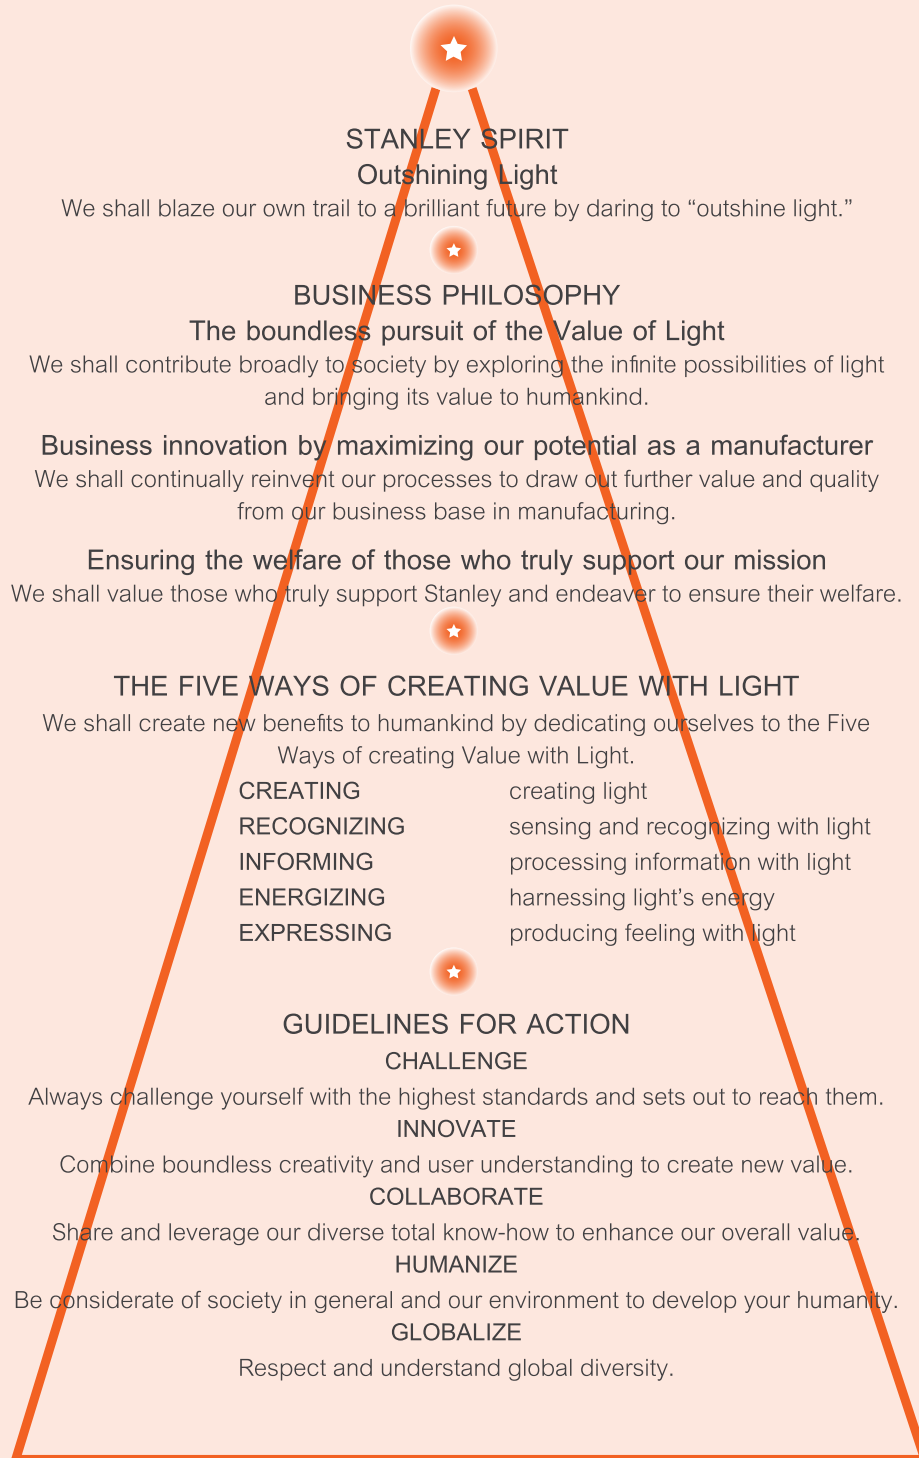 STANLEY SPIRIT
Outshining Light
We shall blaze our own trail to a brilliant future by daring to “outshine light.”
BUSINESS PHILOSOPHY
The boundless pursuit of the Value of Light
We shall contribute broadly to society by exploring the infinite possibilities of light
and bringing its value to humankind.
Business innovation by maximizing our potential as a manufacturer
We shall continually reinvent our processes to draw out further value and quality
from our business base in manufacturing.
Ensuring the welfare of those who truly support our mission
We shall value those who truly support Stanley and endeaver to ensure their welfare.
THE FIVE WAYS OF CREATING VALUE WITH LIGHT
We shall create new benefits to humankind by dedicating ourselves to the Five
Ways of creating Value with Light.
CREATING creating light
RECOGNIZING sensing and recognizing with light
INFORMING processing information with light
ENERGIZING harnessing light’s energy
EXPRESSING producing feeling with light
GUIDELINES FOR ACTION
CHALLENGE
Always challenge yourself with the highest standards and sets out to reach them.
INNOVATE
Combine boundless creativity and user understanding to create new value.
COLLABORATE
Share and leverage our diverse total know-how to enhance our overall value.
HUMANIZE
Be considerate of society in general and our environment to develop your humanity.
GLOBALIZE
Respect and understand global diversity.